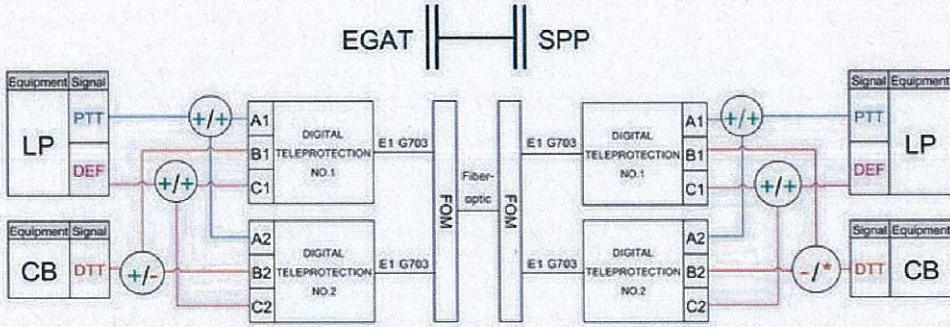 EGAT SPP
Equipment Signal
LP
PTT
DEF
Equipment Signal
CB
DTT
+/+
+/+
+/-
A1
B1
C1
DIGITAL
TELEPROTECTION
NO.1
E1 G703
A2
B2
C2
DIGITAL
TELEPROTECTION
NO.2
E1 G703
FOM
Fiber-
optic
FOM
E1 G703
DIGITAL
TELEPROTECTION
NO.1
A1
B1
C1
E1 G703
DIGITAL
TELEPROTECTION
NO.2
A2
B2
C2
+/+
+/+
-/*
Signal Equipment
PTT
DEF
LP
Signal Equipment
DTT
CB